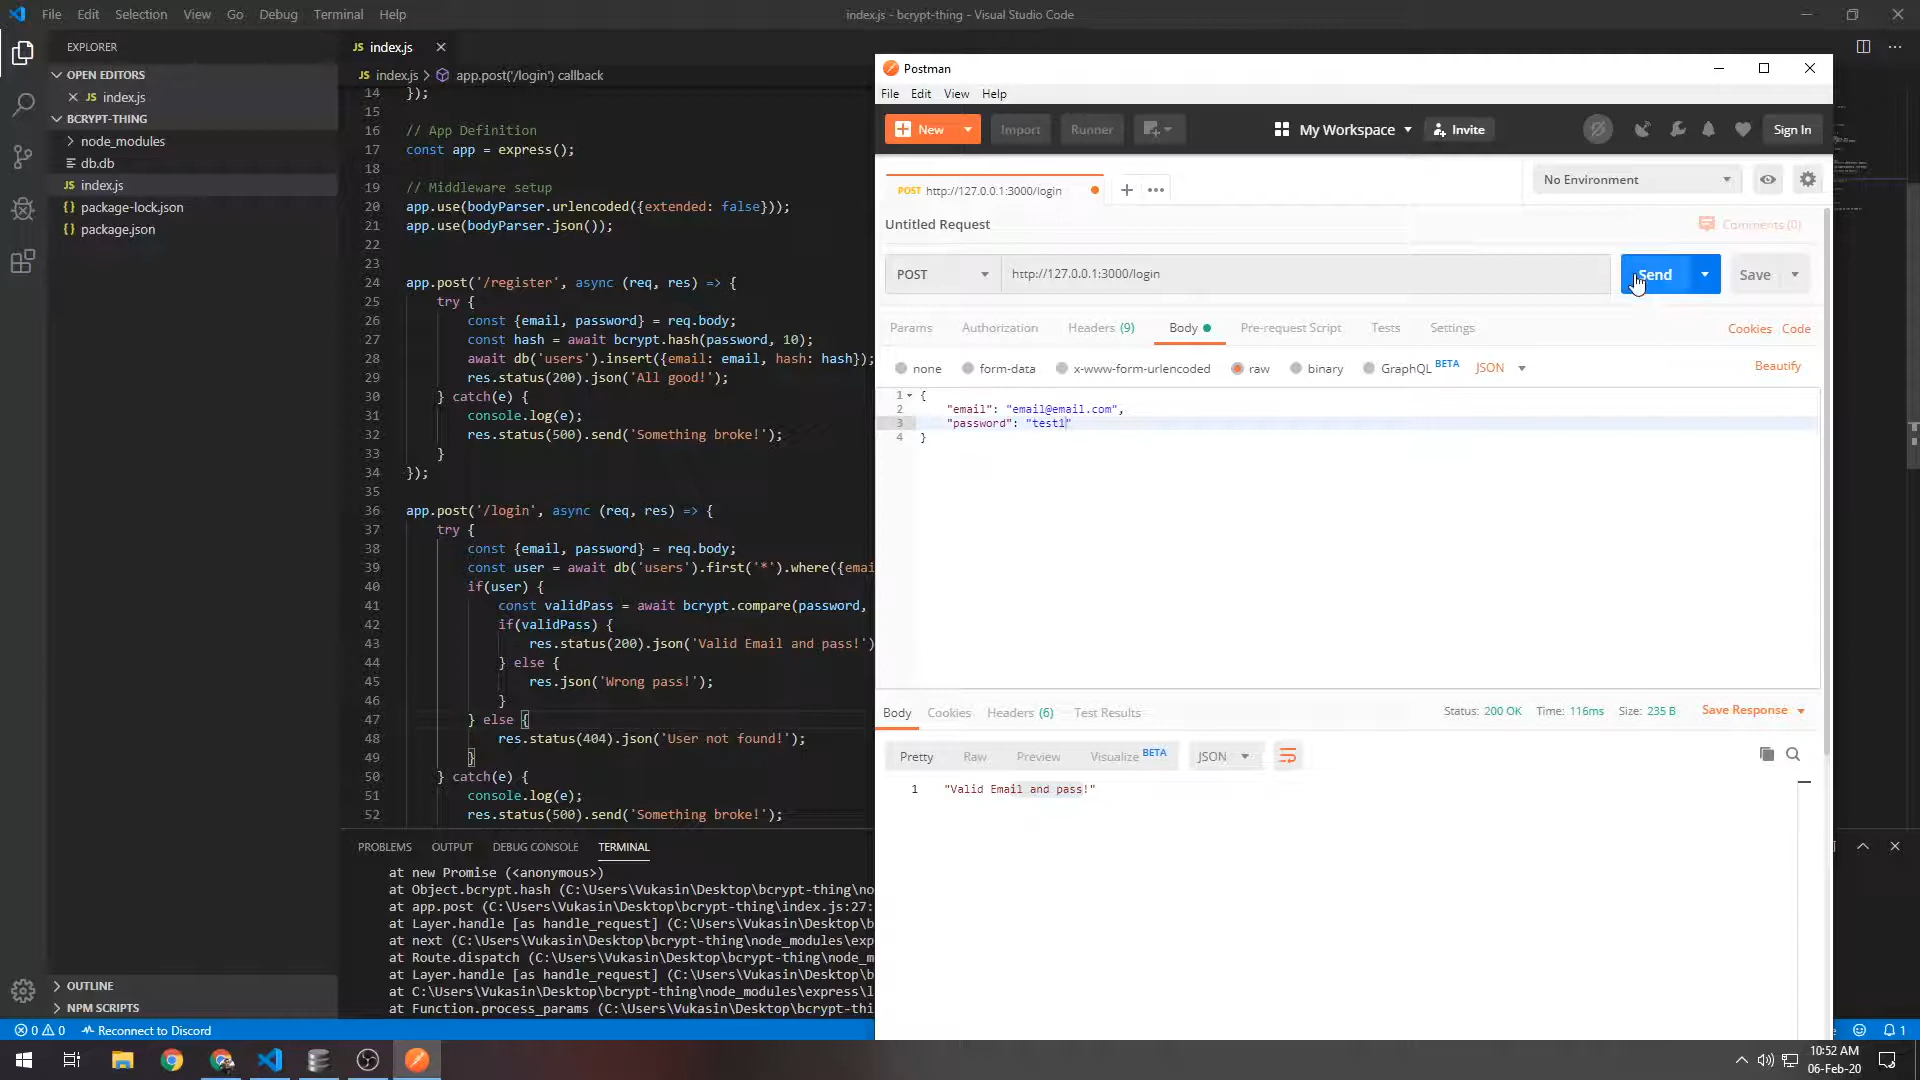 File Edit Selection View Go Debug Terminal Help
index.js - bcrypt-thing - Visual Studio Code
EXPLORER
OPEN EDITORS
JS index.js
BCRYPT-THING
node_modules
db.db
JS index.js
{} package-lock.json
{} package.json
OUTLINE
NPM SCRIPTS
JS index.js
JS index.js > app.post('/login') callback
14 });
15
16 // App Definition
17 const app = express();
18
19 // Middleware setup
20 app.use(bodyParser.urlencoded({extended: false}));
21 app.use(bodyParser.json());
22
23
24 app.post('/register', async (req, res) => {
25 try {
26 const {email, password} = req.body;
27 const hash = await bcrypt.hash(password, 10);
28 await db('users').insert({email: email, hash: hash});
29 res.status(200).json('All good!');
30 } catch(e) {
31 console.log(e);
32 res.status(500).send('Something broke!');
33 }
34 });
35
36 app.post('/login', async (req, res) => {
37 try {
38 const {email, password} = req.body;
39 const user = await db('users').first('*').where({emai
40 if(user) {
41 const validPass = await bcrypt.compare(password,
42 if(validPass) {
43 res.status(200).json('Valid Email and pass!')
44 } else {
45 res.json('Wrong pass!');
46 }
47 } else {
48 res.status(404).json('User not found!');
49 }
50 } catch(e) {
51 console.log(e);
52 res.status(500).send('Something broke!');
PROBLEMS OUTPUT DEBUG CONSOLE TERMINAL
at new Promise (<anonymous>)
at Object.bcrypt.hash (C:\Users\Vukasin\Desktop\bcrypt-thing\no
at app.post (C:\Users\Vukasin\Desktop\bcrypt-thing\index.js:27:
at Layer.handle [as handle_request] (C:\Users\Vukasin\Desktop\b
at next (C:\Users\Vukasin\Desktop\bcrypt-thing\node_modules\exp
at Route.dispatch (C:\Users\Vukasin\Desktop\bcrypt-thing\node_m
at Layer.handle [as handle_request] (C:\Users\Vukasin\Desktop\b
at C:\Users\Vukasin\Desktop\bcrypt-thing\node_modules\express\l
at Function.process_params (C:\Users\Vukasin\Desktop\bcrypt-thi
Postman
File Edit View Help
New Import Runner My Workspace Invite Sign In
POST http://127.0.0.1:3000/login
No Environment
Untitled Request
Comments (0)
POST http://127.0.0.1:3000/login Send Save
Params Authorization Headers (9) Body Pre-request Script Tests Settings Cookies Code
none form-data x-www-form-urlencoded raw binary GraphQL BETA JSON Beautify
1 {
2 "email": "email@email.com",
3 "password": "test1"
4 }
Body Cookies Headers (6) Test Results Status: 200 OK Time: 116ms Size: 235 B Save Response
Pretty Raw Preview Visualize BETA JSON
1 "Valid Email and pass!"
0 0 Reconnect to Discord
1
10:52 AM
06-Feb-20